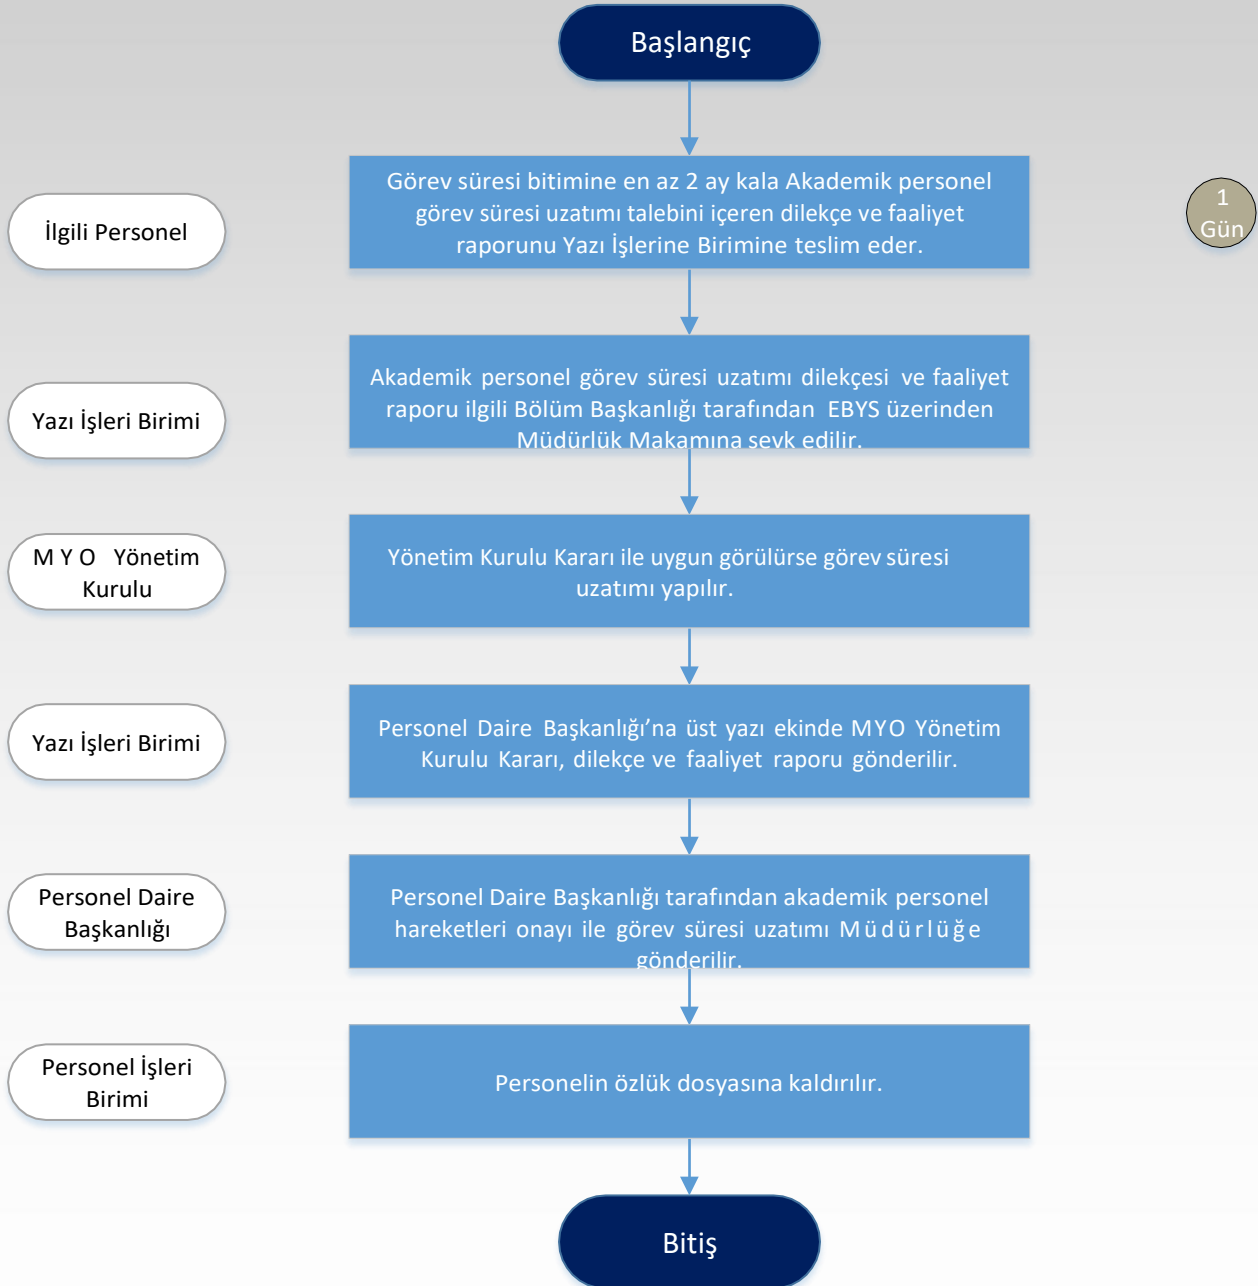 Başlangıç
İlgili Personel
Görev süresi bitimine en az 2 ay kala Akademik personel
görev süresi uzatımı talebini içeren dilekçe ve faaliyet
raporunu Yazı İşlerine Birimine teslim eder.
1
Gün
Yazı İşleri Birimi
Akademik personel görev süresi uzatımı dilekçesi ve faaliyet
raporu ilgili Bölüm Başkanlığı tarafından EBYS üzerinden
Müdürlük Makamına sevk edilir.
M Y O Yönetim
Kurulu
Yönetim Kurulu Kararı ile uygun görülürse görev süresi
uzatımı yapılır.
Yazı İşleri Birimi
Personel Daire Başkanlığı’na üst yazı ekinde MYO Yönetim
Kurulu Kararı, dilekçe ve faaliyet raporu gönderilir.
Personel Daire
Başkanlığı
Personel Daire Başkanlığı tarafından akademik personel
hareketleri onayı ile görev süresi uzatımı Müdürlüğe
gönderilir.
Personel İşleri
Birimi
Personelin özlük dosyasına kaldırılır.
Bitiş